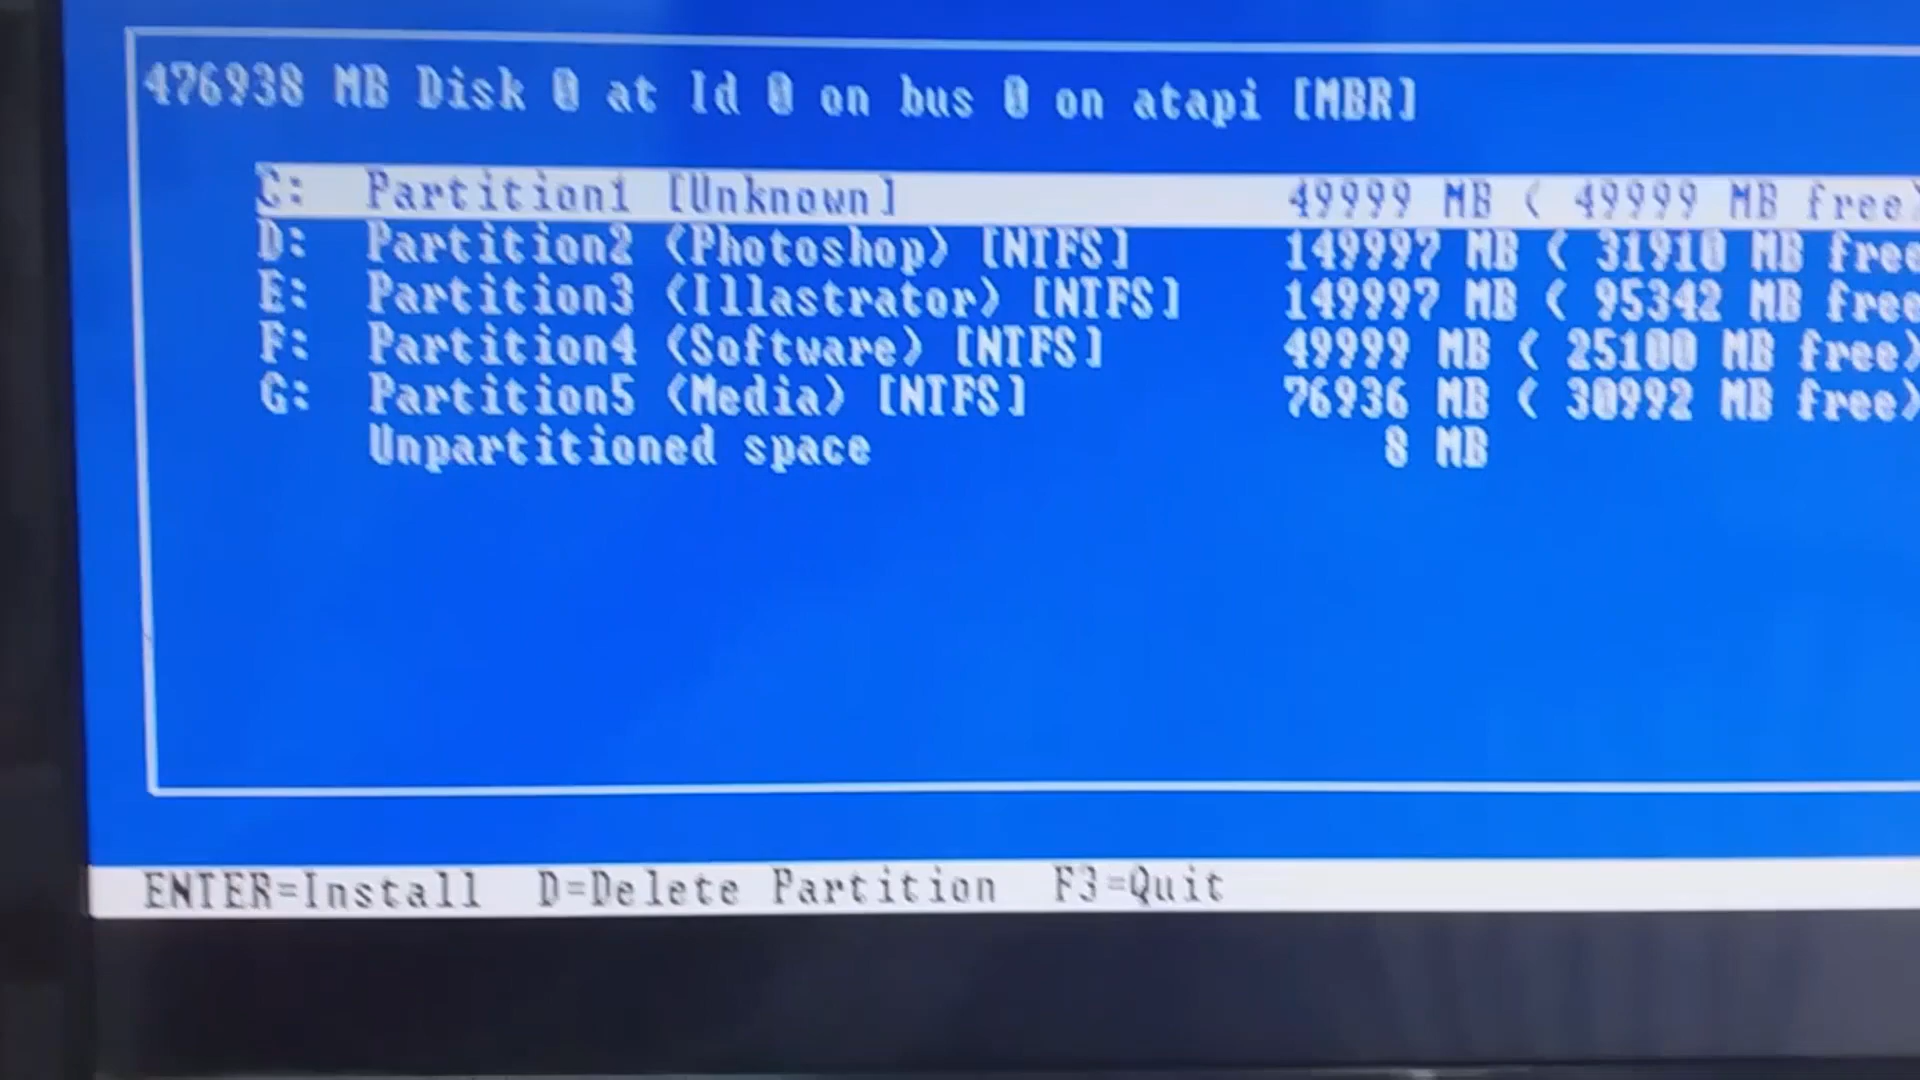 476938 MB Disk 0 at Id 0 on bus 0 on atapi [MBR]
C: Partition1 [Unknown] 49999 MB ( 49999 MB free)
D: Partition2 (Photoshop) [NTFS] 149997 MB ( 31910 MB free
E: Partition3 (Illastrator) [NTFS] 149997 MB ( 95342 MB free
F: Partition4 (Software) [NTFS] 49999 MB ( 25100 MB free)
G: Partition5 (Media) [NTFS] 76936 MB ( 30992 MB free)
Unpartitioned space 8 MB
ENTER=Install D=Delete Partition F3=Quit